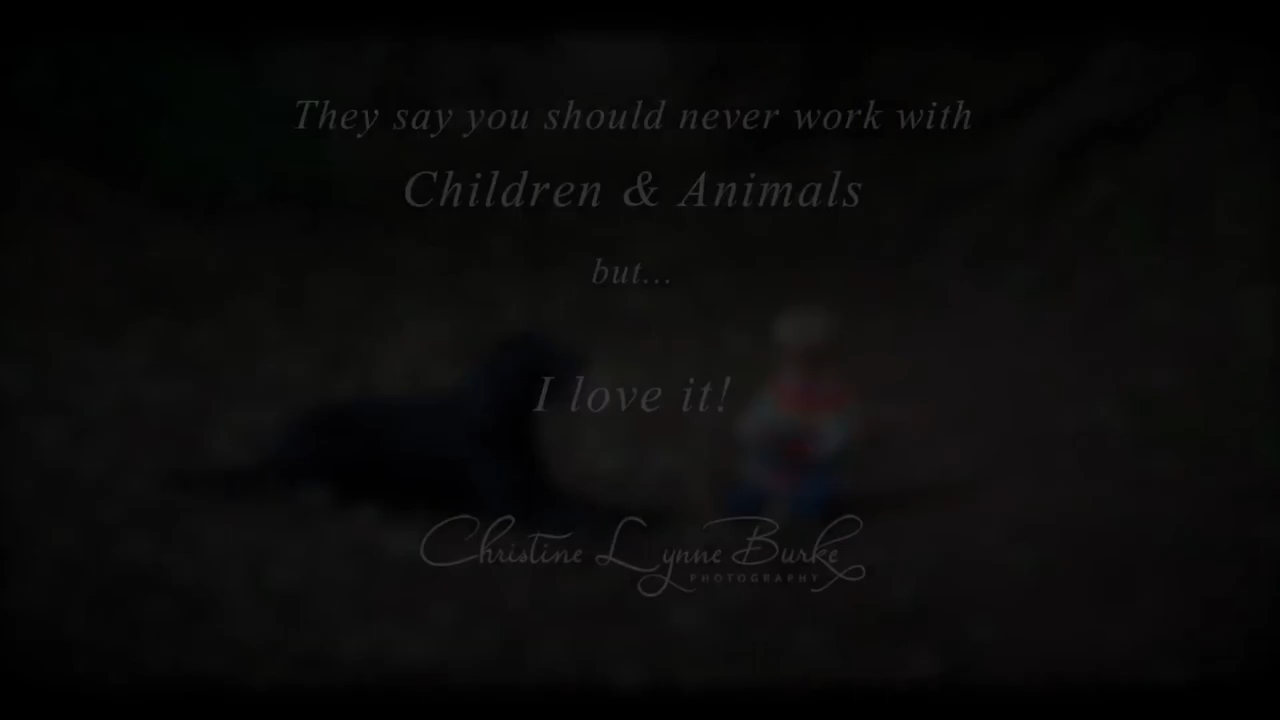 They say you should never work with
Children & Animals
but...
I love it!
Christine Lynne Burke
PHOTOGRAPHY